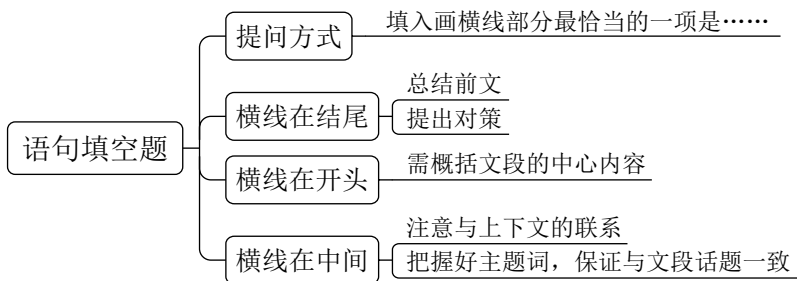 语句填空题
提问方式
填入画横线部分最恰当的一项是……
横线在结尾
总结前文
提出对策
横线在开头
需概括文段的中心内容
横线在中间
注意与上下文的联系
把握好主题词，保证与文段话题一致